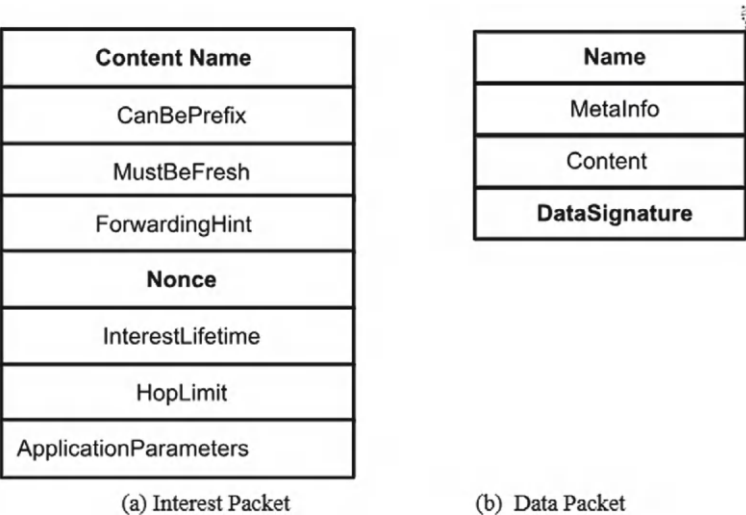 Content Name
CanBePrefix
MustBeFresh
ForwardingHint
Nonce
InterestLifetime
HopLimit
ApplicationParameters
(a) Interest Packet
Name
MetaInfo
Content
DataSignature
(b) Data Packet